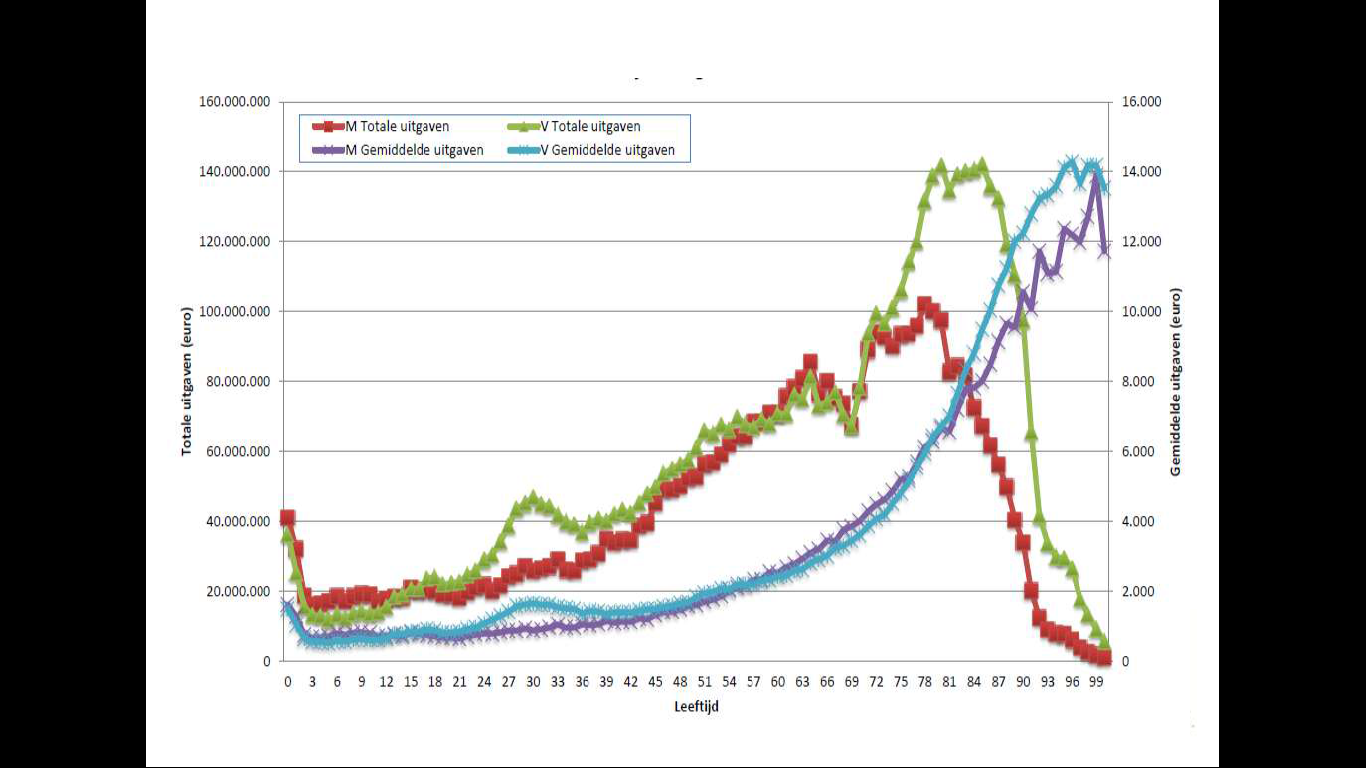 160.000.000
140.000.000
120.000.000
100.000.000
80.000.000
60.000.000
40.000.000
20.000.000
0
Totale uitgaven (euro)
M Totale uitgaven
V Totale uitgaven
M Gemiddelde uitgaven
V Gemiddelde uitgaven
16.000
14.000
12.000
10.000
8.000
6.000
4.000
2.000
0
Gemiddelde uitgaven (euro)
0 3 6 9 12 15 18 21 24 27 30 33 36 39 42 45 48 51 54 57 60 63 66 69 72 75 78 81 84 87 90 93 96 99
Leeftijd